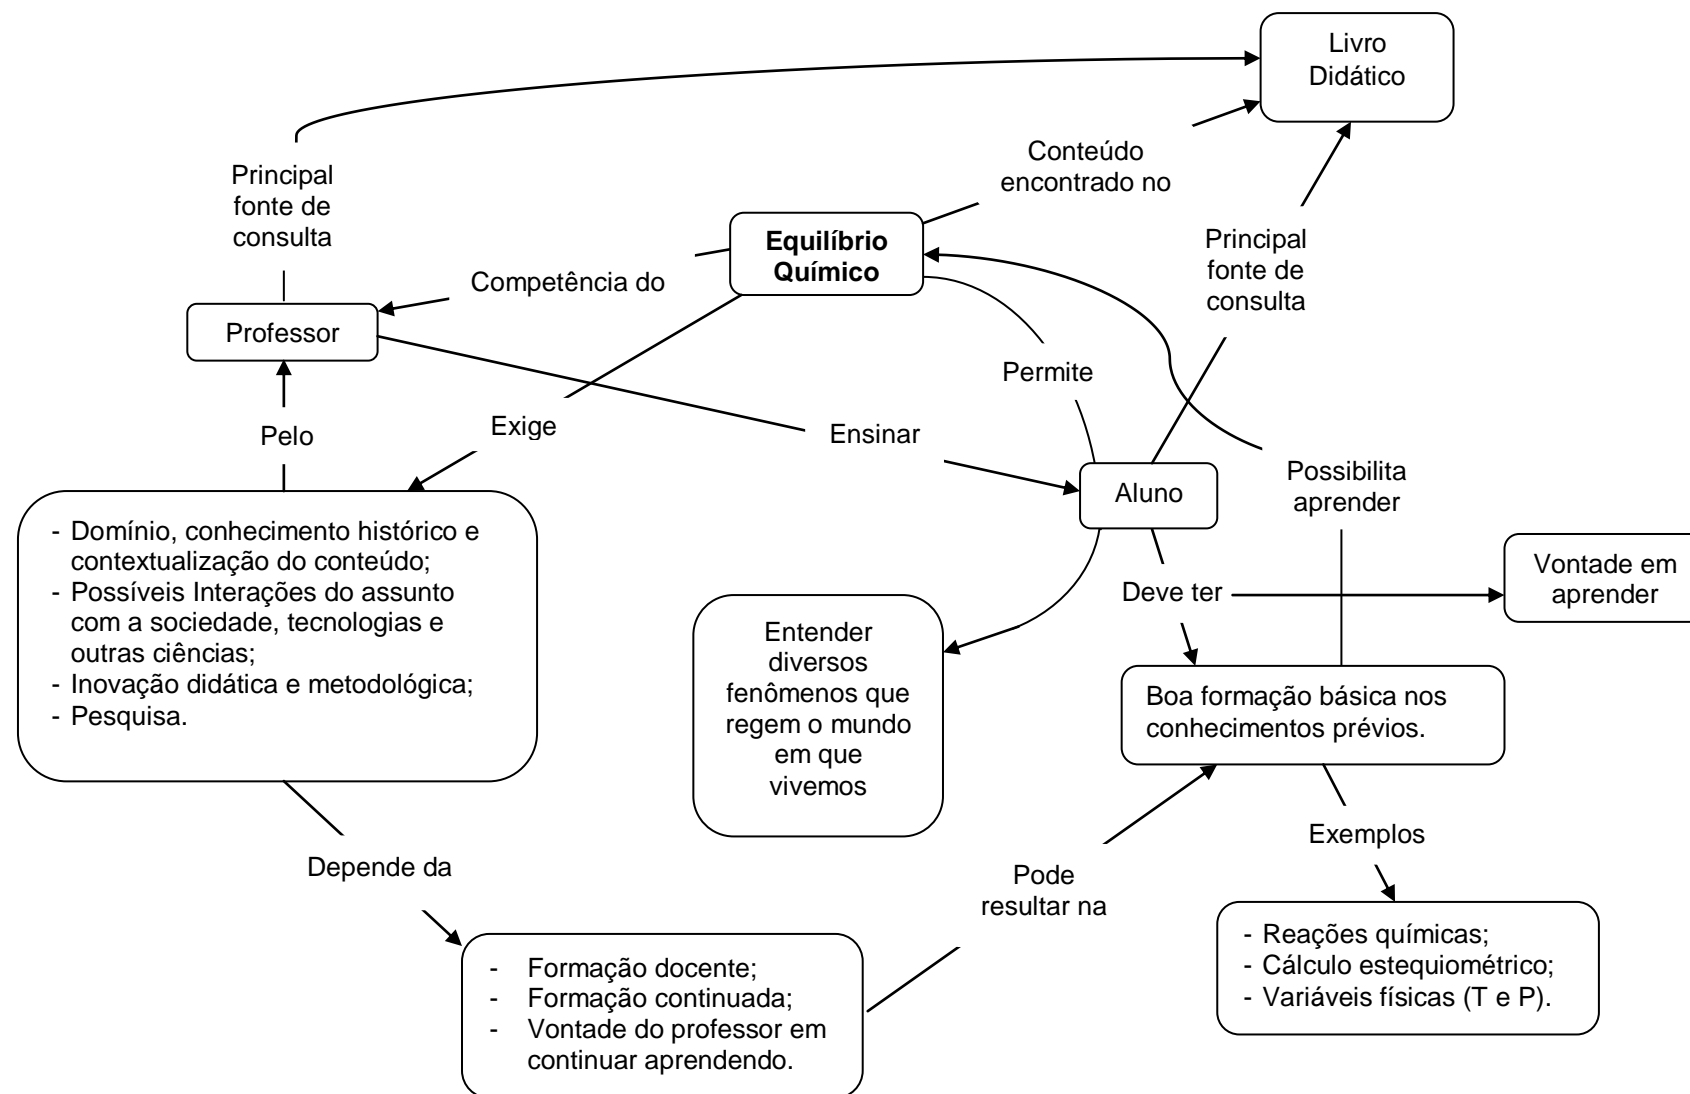 Livro
Didático
Conteúdo
encontrado no
Principal
fonte de
consulta
Equilíbrio
Químico
Principal
fonte de
consulta
Competência do
Professor
Permite
Pelo
Exige
Ensinar
Possibilita
aprender
Aluno
- Domínio, conhecimento histórico e
contextualização do conteúdo;
- Possíveis Interações do assunto
com a sociedade, tecnologias e
outras ciências;
- Inovação didática e metodológica;
- Pesquisa.
Deve ter
Vontade em
aprender
Entender
diversos
fenômenos que
regem o mundo
em que
vivemos
Boa formação básica nos
conhecimentos prévios.
Depende da
Pode
resultar na
Exemplos
- Formação docente;
- Formação continuada;
- Vontade do professor em
continuar aprendendo.
- Reações químicas;
- Cálculo estequiométrico;
- Variáveis físicas (T e P).